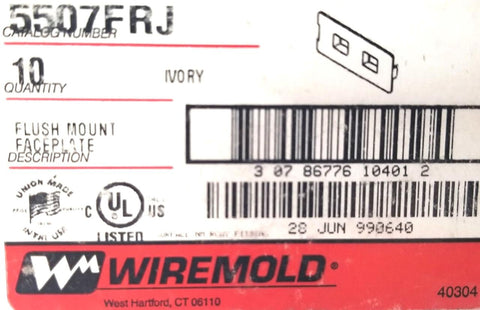 5507FRJ
CATALOG NUMBER
10 IVORY
QUANTITY
FLUSH MOUNT
FACEPLATE
DESCRIPTION
3 07 86776 10401 2
UNION MADE
C UL US
LISTED
28 JUN 990640
WM WIREMOLD®
West Hartford, CT 06110
40304